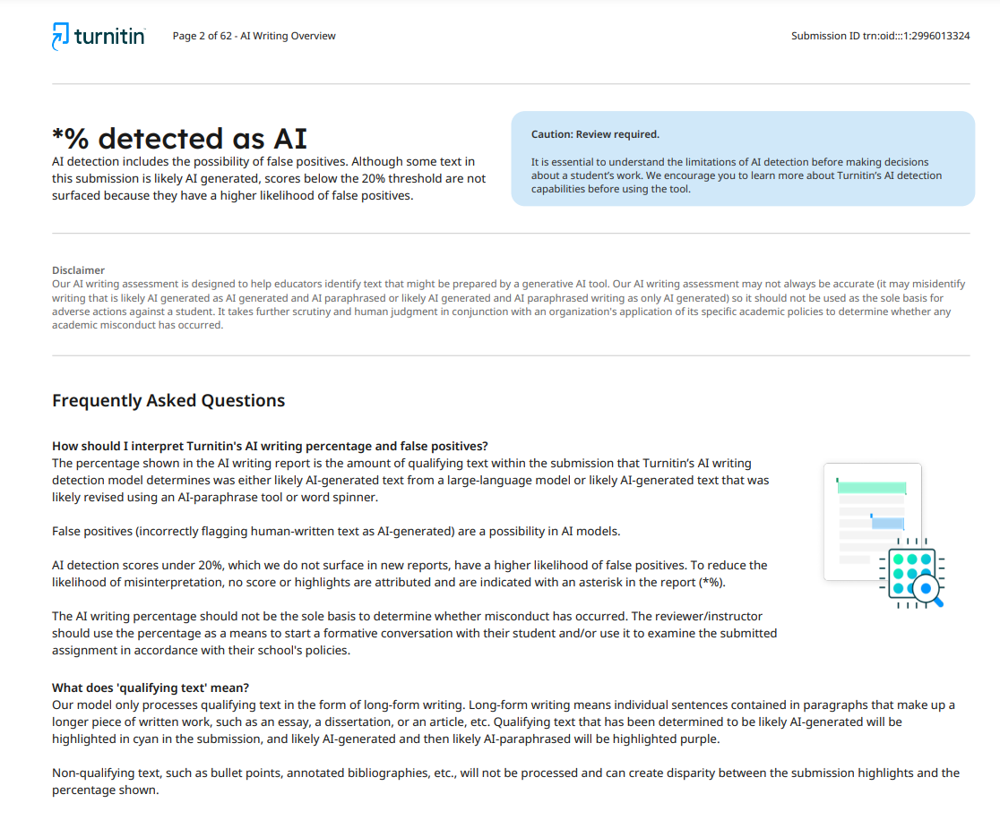 turnitin
Page 2 of 62 - AI Writing Overview
Submission ID trn:oid:::1:2996013324
*% detected as AI
AI detection includes the possibility of false positives. Although some text in
this submission is likely AI generated, scores below the 20% threshold are not
surfaced because they have a higher likelihood of false positives.
Caution: Review required.
It is essential to understand the limitations of AI detection before making decisions
about a student’s work. We encourage you to learn more about Turnitin’s AI detection
capabilities before using the tool.
Disclaimer
Our AI writing assessment is designed to help educators identify text that might be prepared by a generative AI tool. Our AI writing assessment may not always be accurate (it may misidentify
writing that is likely AI generated as AI generated and AI paraphrased or likely AI generated and AI paraphrased writing as only AI generated) so it should not be used as the sole basis for
adverse actions against a student. It takes further scrutiny and human judgment in conjunction with an organization's application of its specific academic policies to determine whether any
academic misconduct has occurred.
Frequently Asked Questions
How should I interpret Turnitin's AI writing percentage and false positives?
The percentage shown in the AI writing report is the amount of qualifying text within the submission that Turnitin’s AI writing
detection model determines was either likely AI-generated text from a large-language model or likely AI-generated text that was
likely revised using an AI-paraphrase tool or word spinner.
False positives (incorrectly flagging human-written text as AI-generated) are a possibility in AI models.
AI detection scores under 20%, which we do not surface in new reports, have a higher likelihood of false positives. To reduce the
likelihood of misinterpretation, no score or highlights are attributed and are indicated with an asterisk in the report (*%).
The AI writing percentage should not be the sole basis to determine whether misconduct has occurred. The reviewer/instructor
should use the percentage as a means to start a formative conversation with their student and/or use it to examine the submitted
assignment in accordance with their school's policies.
What does 'qualifying text' mean?
Our model only processes qualifying text in the form of long-form writing. Long-form writing means individual sentences contained in paragraphs that make up a
longer piece of written work, such as an essay, a dissertation, or an article, etc. Qualifying text that has been determined to be likely AI-generated will be
highlighted in cyan in the submission, and likely AI-generated and then likely AI-paraphrased will be highlighted purple.
Non-qualifying text, such as bullet points, annotated bibliographies, etc., will not be processed and can create disparity between the submission highlights and the
percentage shown.